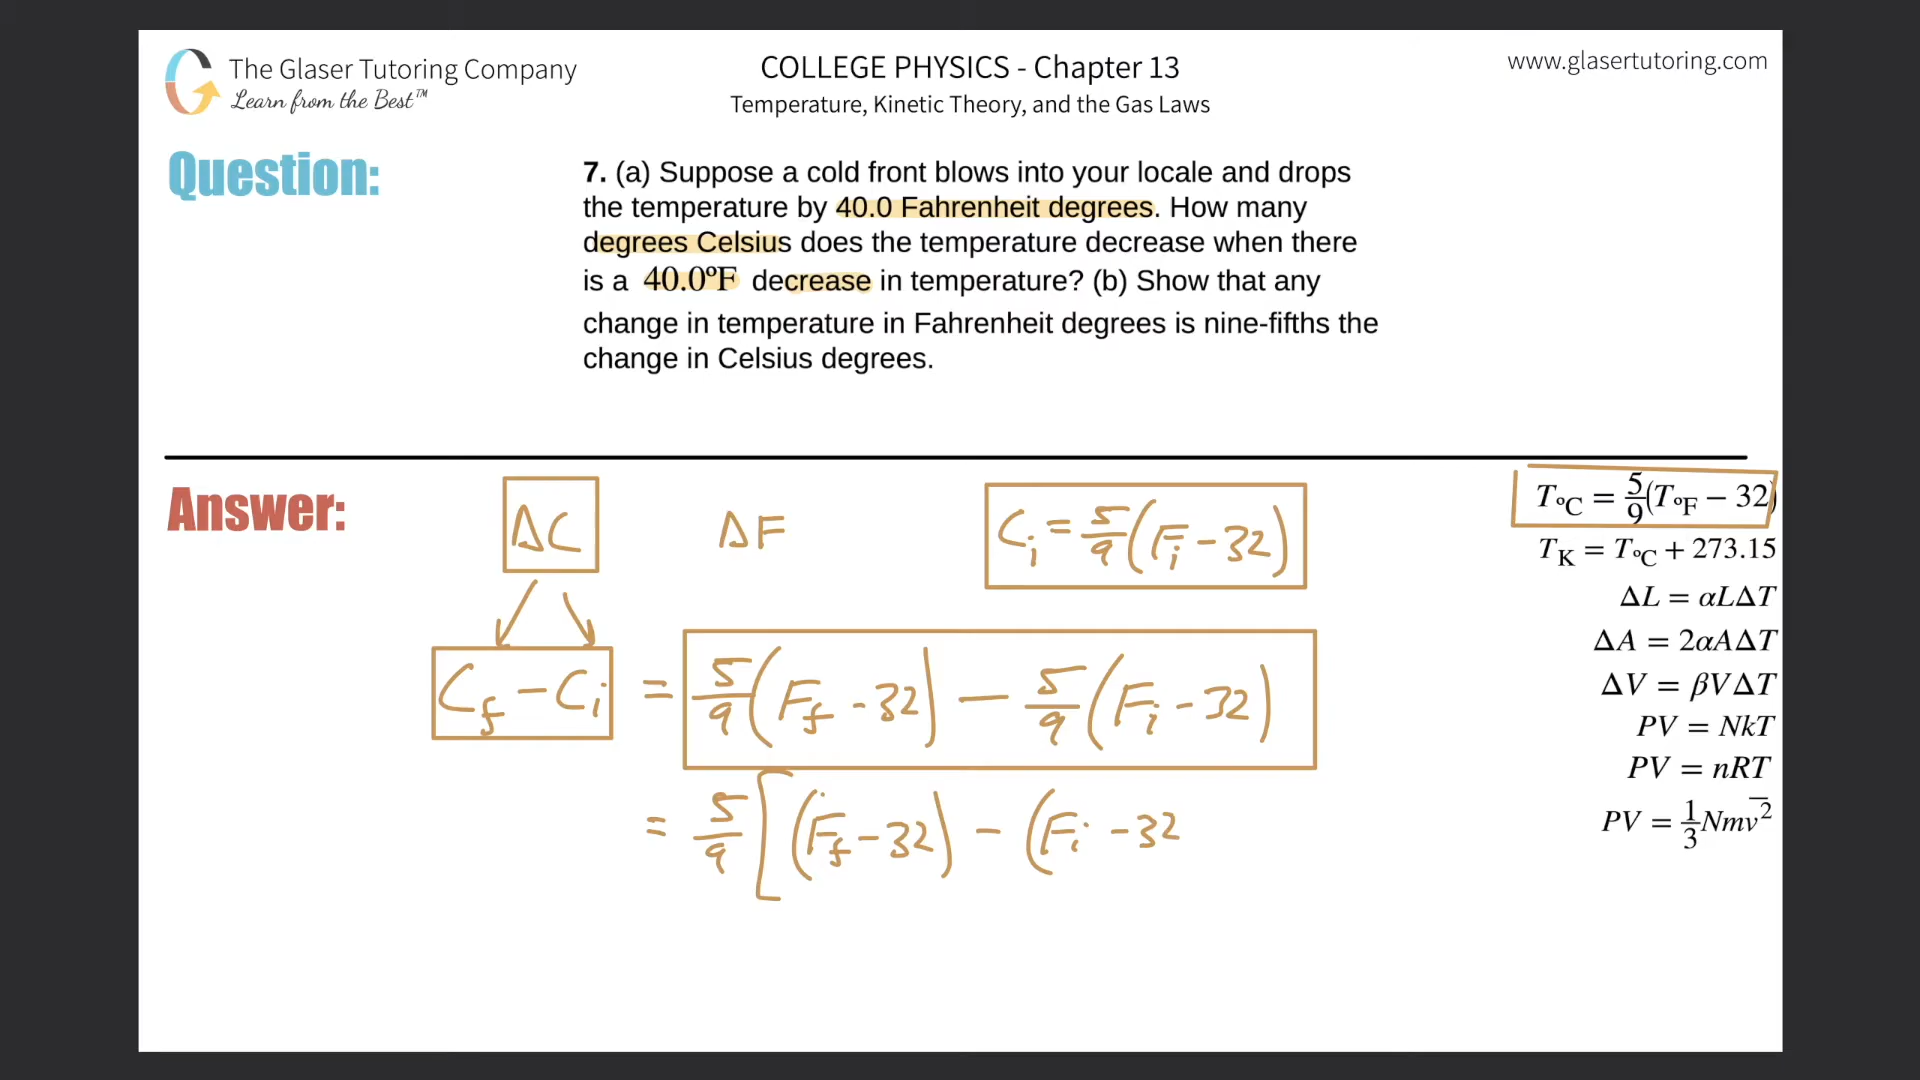 The Glaser Tutoring Company
Learn from the Best™
COLLEGE PHYSICS - Chapter 13
Temperature, Kinetic Theory, and the Gas Laws
www.glasertutoring.com
Question:
7. (a) Suppose a cold front blows into your locale and drops
the temperature by 40.0 Fahrenheit degrees. How many
degrees Celsius does the temperature decrease when there
is a 40.0ºF decrease in temperature? (b) Show that any
change in temperature in Fahrenheit degrees is nine-fifths the
change in Celsius degrees.
Answer:
ΔC
ΔF
C_i = 5/9 (F_i - 32)
C_f - C_i = 5/9 (F_f - 32) - 5/9 (F_i - 32)
= 5/9 [(F_f - 32) - (F_i - 32
T_ºC = 5/9 (T_ºF − 32)
T_K = T_ºC + 273.15
ΔL = αLΔT
ΔA = 2αAΔT
ΔV = βVΔT
PV = NkT
PV = nRT
PV = 1/3 Nmv̅²